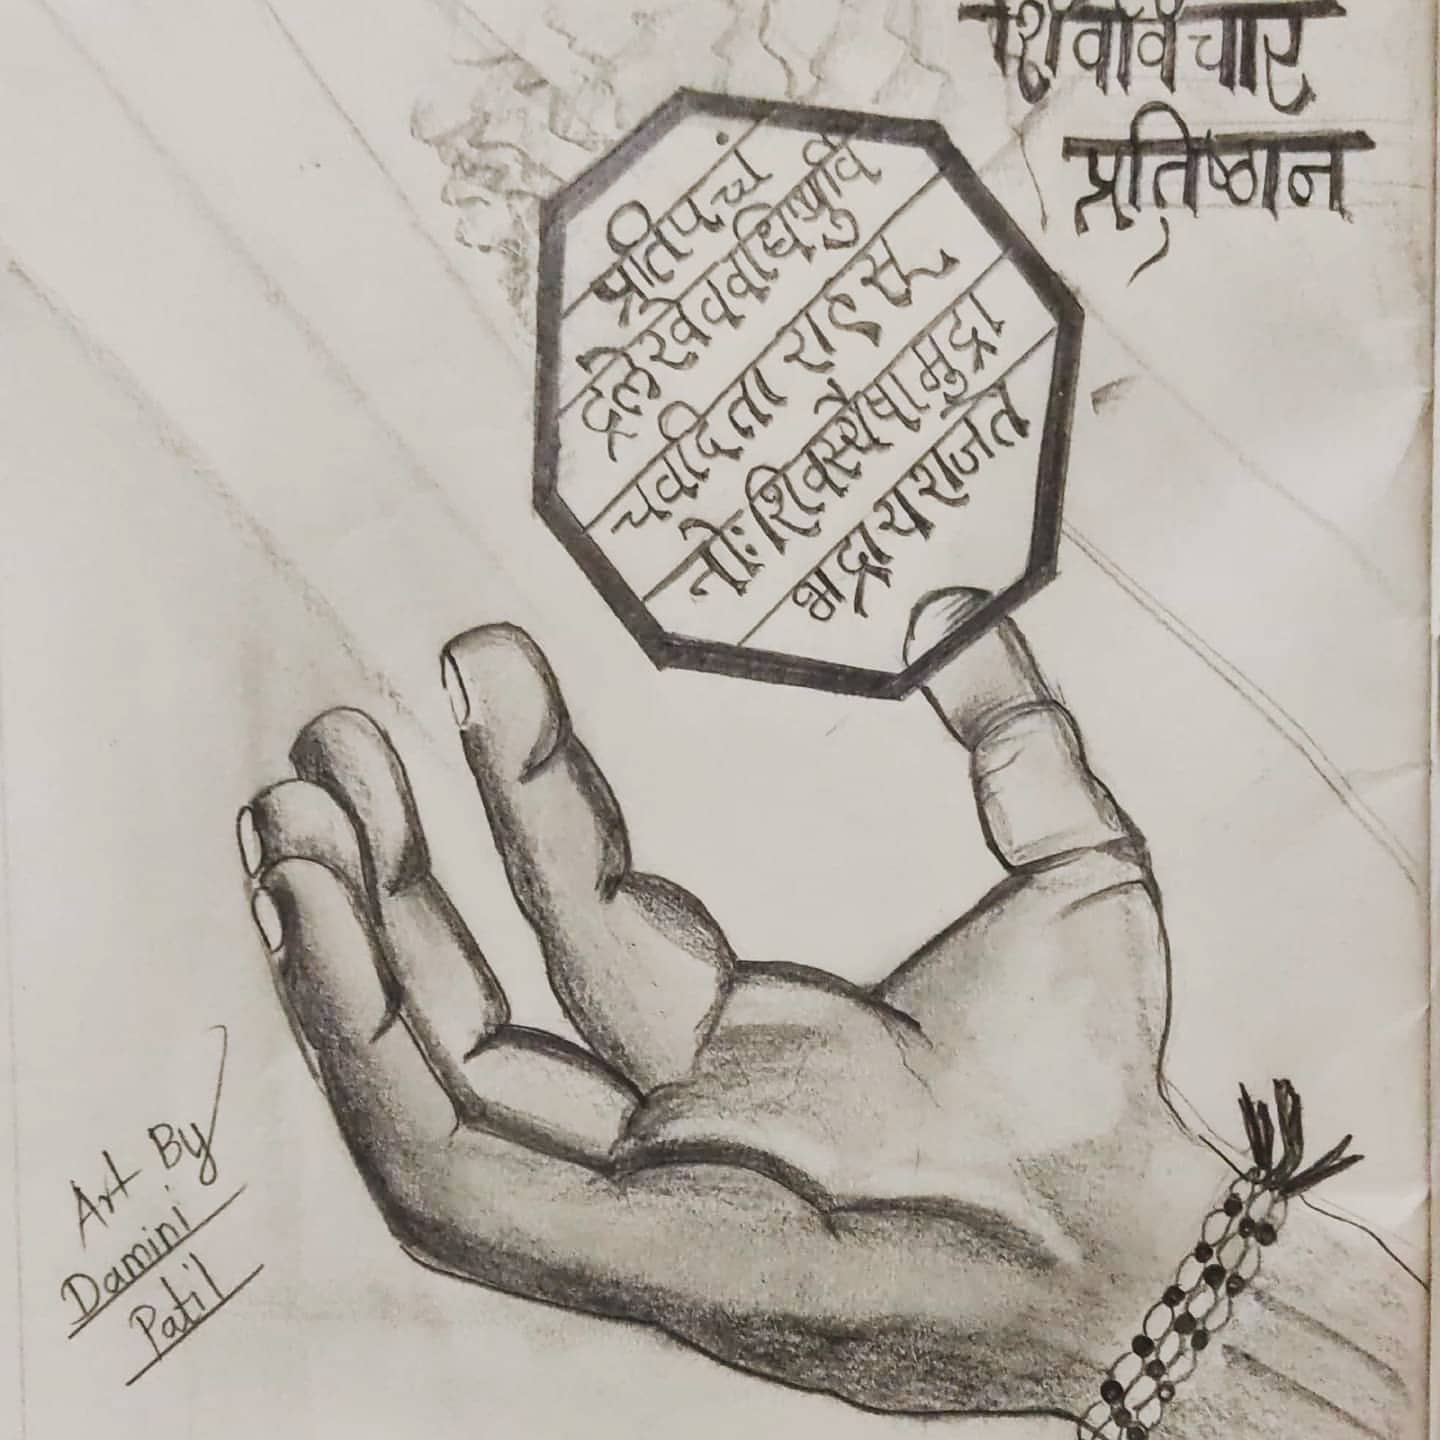 शिवविचार
प्रतिष्ठान
प्रतिपच्चं
द्रलेखेववर्धिष्णुर्वि
श्ववंदिता शाहसू
नोः शिवस्यैषा मुद्रा
भद्रा य राजते
Art By
Damini
Patil